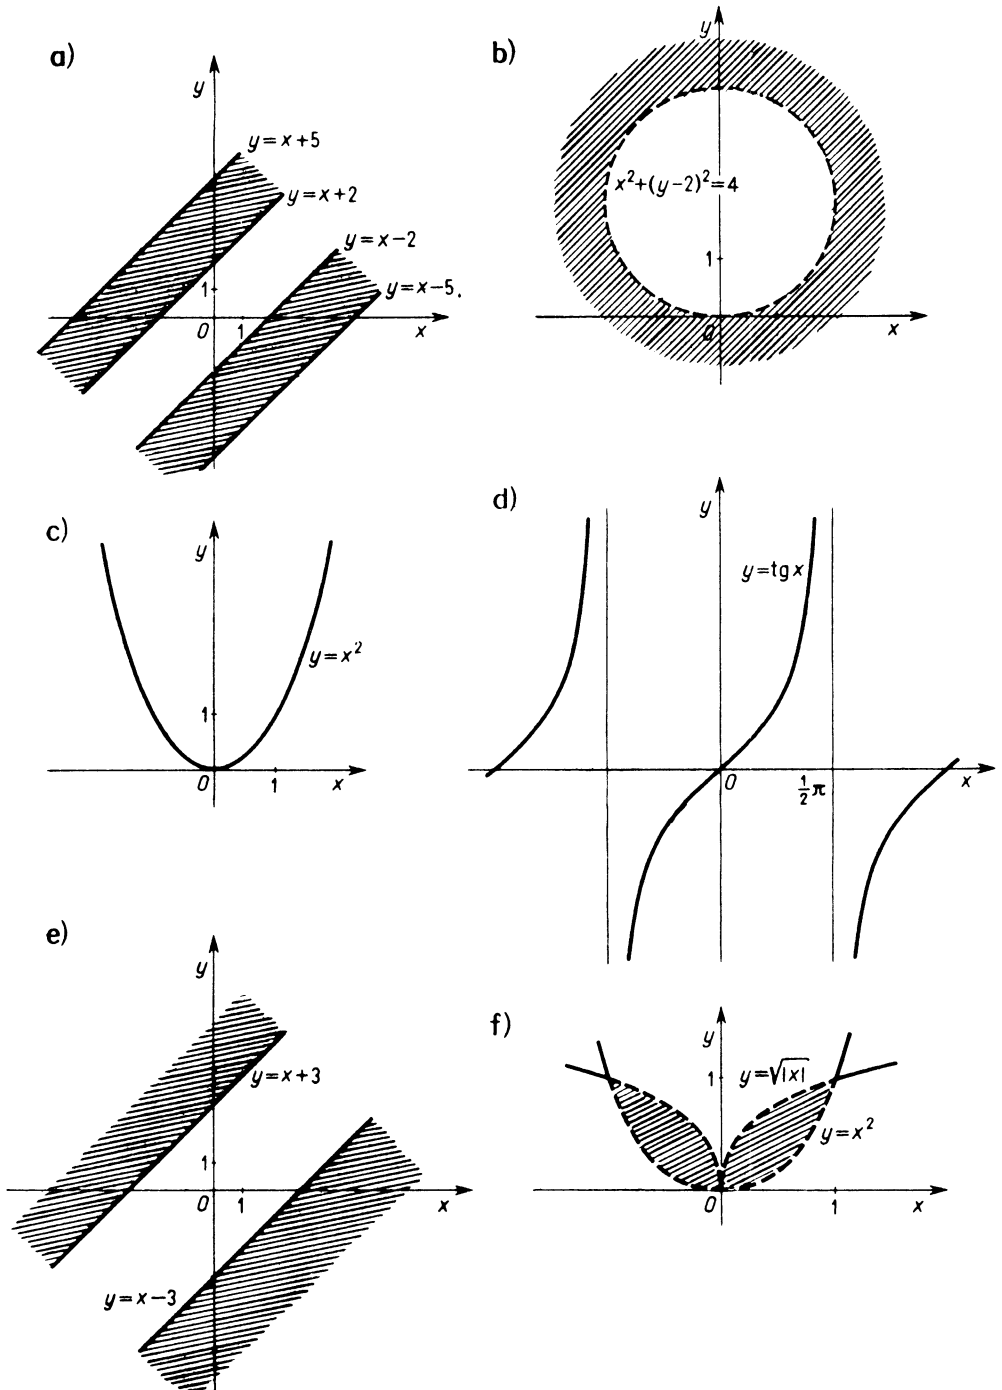 a)
y
y=x+5
y=x+2
y=x−2
y=x−5.
1
0 1 x
b)
y
x²+(y−2)²=4
1
0 x
c)
y
y=x²
1
0 1 x
d)
y
y=tg x
0 ½π x
e)
y
y=x+3
1
0 1 x
y=x−3
f)
y
1
y=√|x|
y=x²
0 1 x